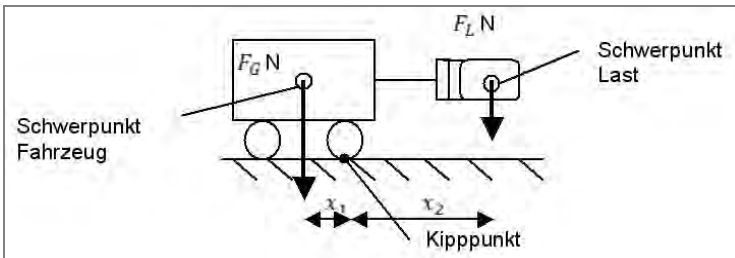 F_L N
F_G N
Schwerpunkt
Last
Schwerpunkt
Fahrzeug
x_1
x_2
Kipppunkt